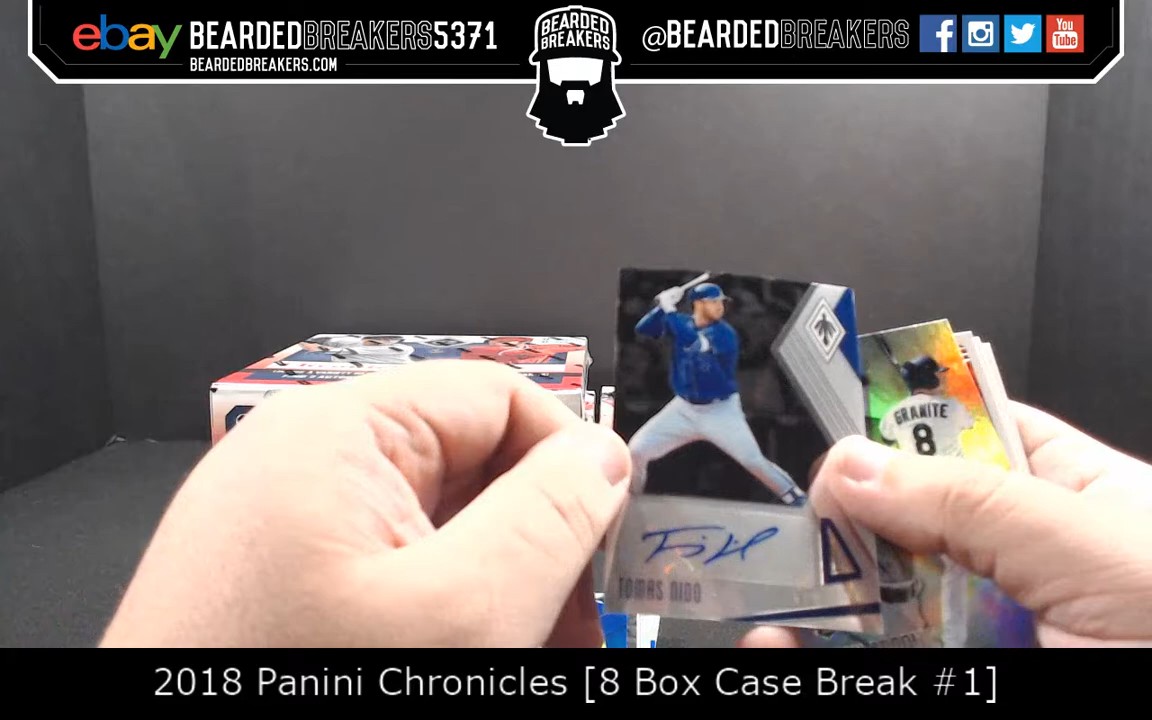 ebay BEARDEDBREAKERS5371
BEARDEDBREAKERS.COM
BEARDED
BREAKERS
@BEARDEDBREAKERS
You
Tube
GRANITE
8
TOMAS NIDO
2018 Panini Chronicles [8 Box Case Break #1]